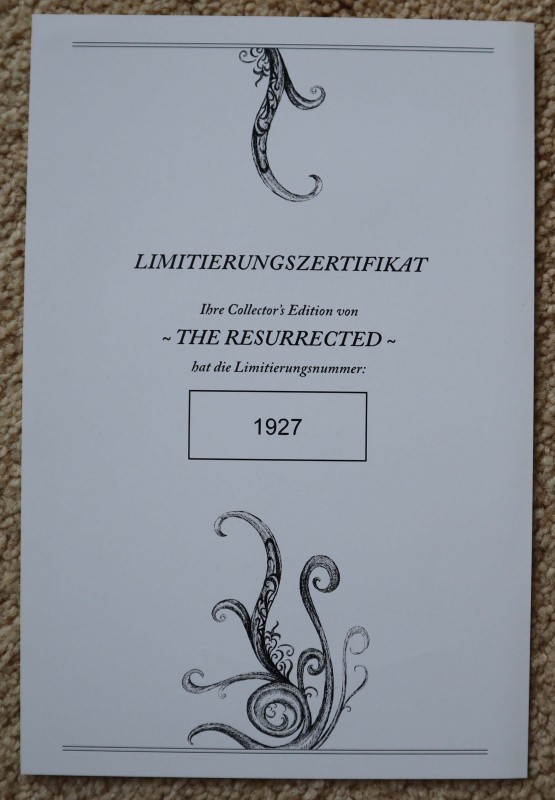 LIMITIERUNGSZERTIFIKAT
Ihre Collector's Edition von
~ THE RESURRECTED ~
hat die Limitierungsnummer:
1927